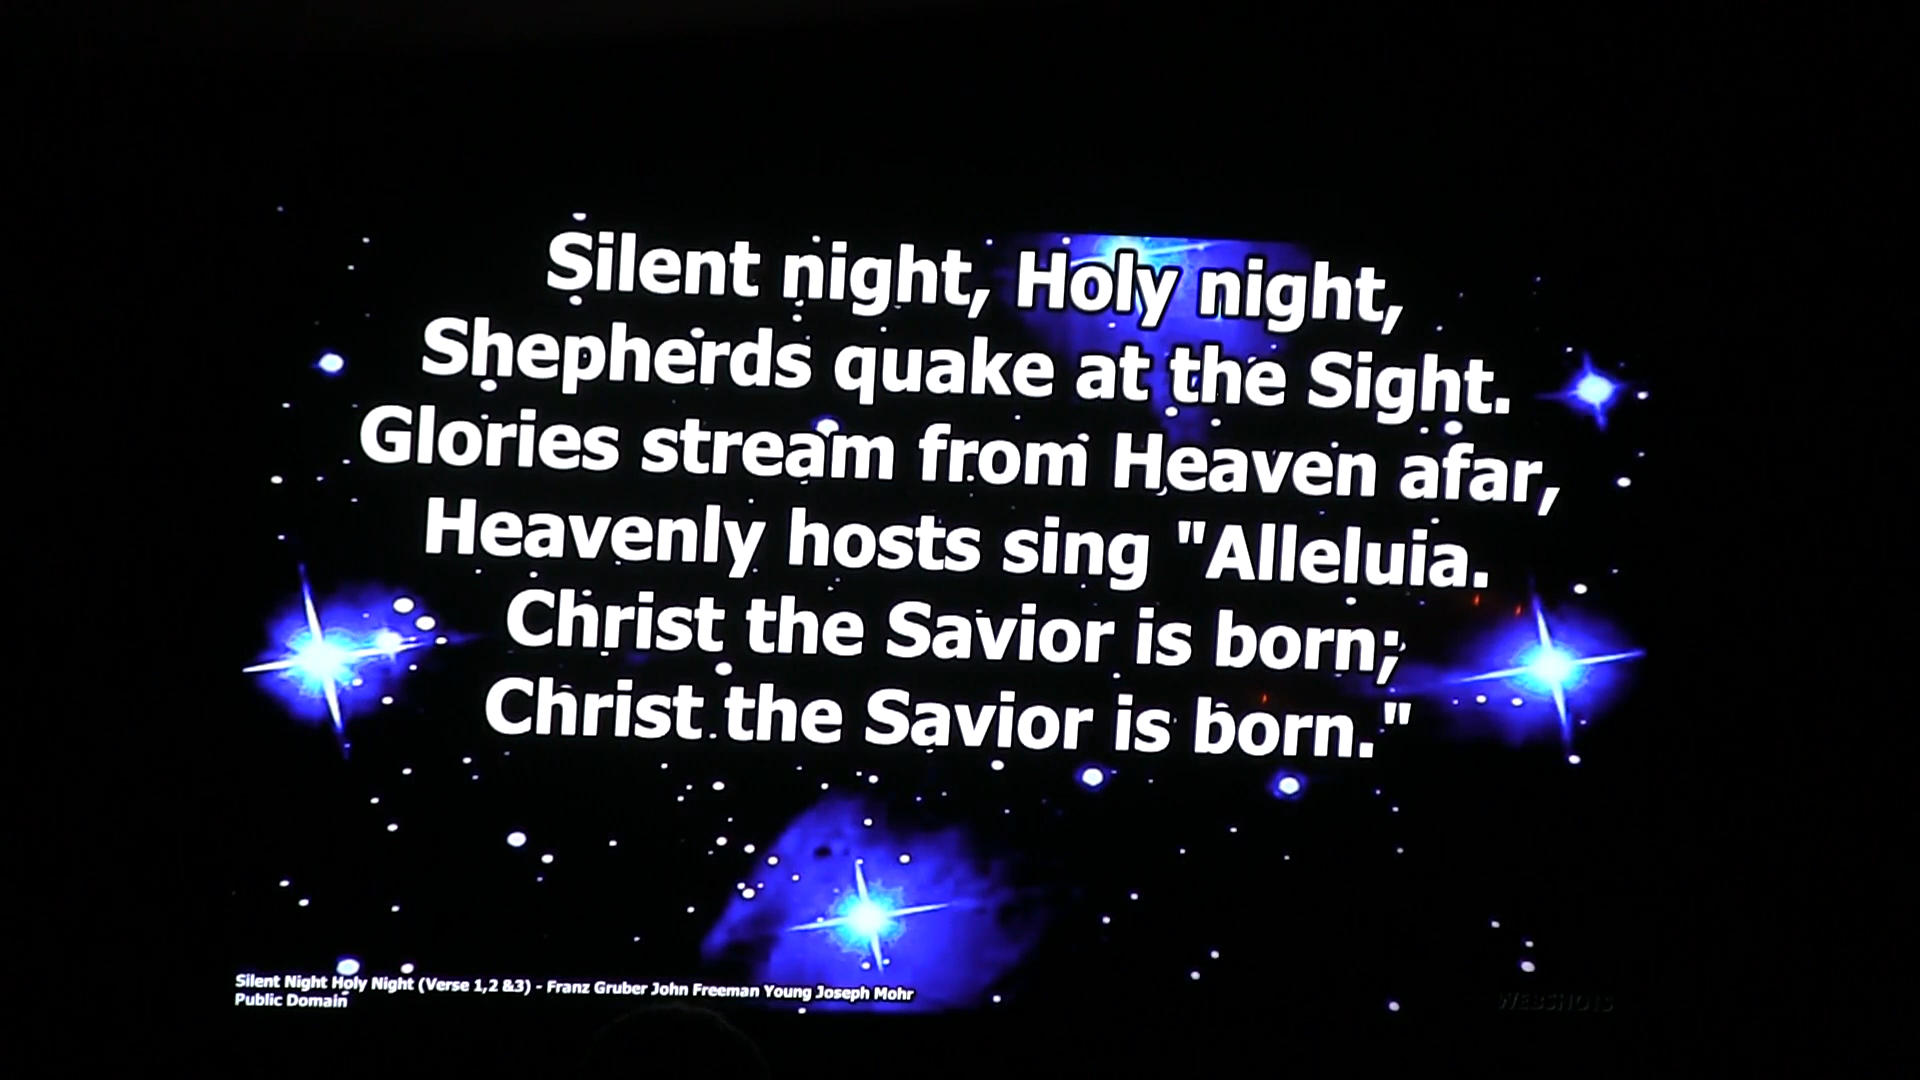 Silent night, Holy night,
Shepherds quake at the Sight.
Glories stream from Heaven afar,
Heavenly hosts sing "Alleluia.
Christ the Savior is born;
Christ the Savior is born."
Silent Night Holy Night (Verse 1,2 &3) - Franz Gruber John Freeman Young Joseph Mohr
Public Domain
WEBSHOTS